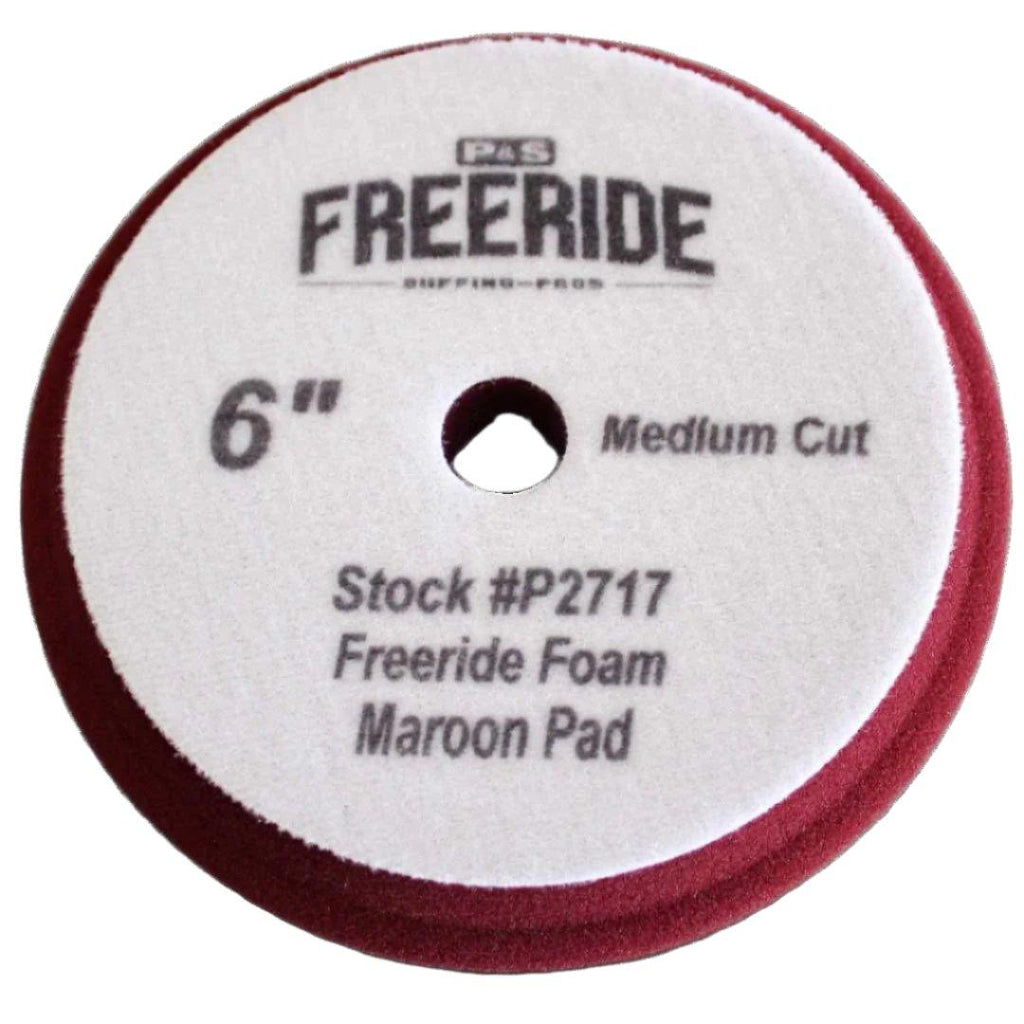 P&S
FREERIDE
BUFFING-PADS
6"
Medium Cut
Stock #P2717
Freeride Foam
Maroon Pad